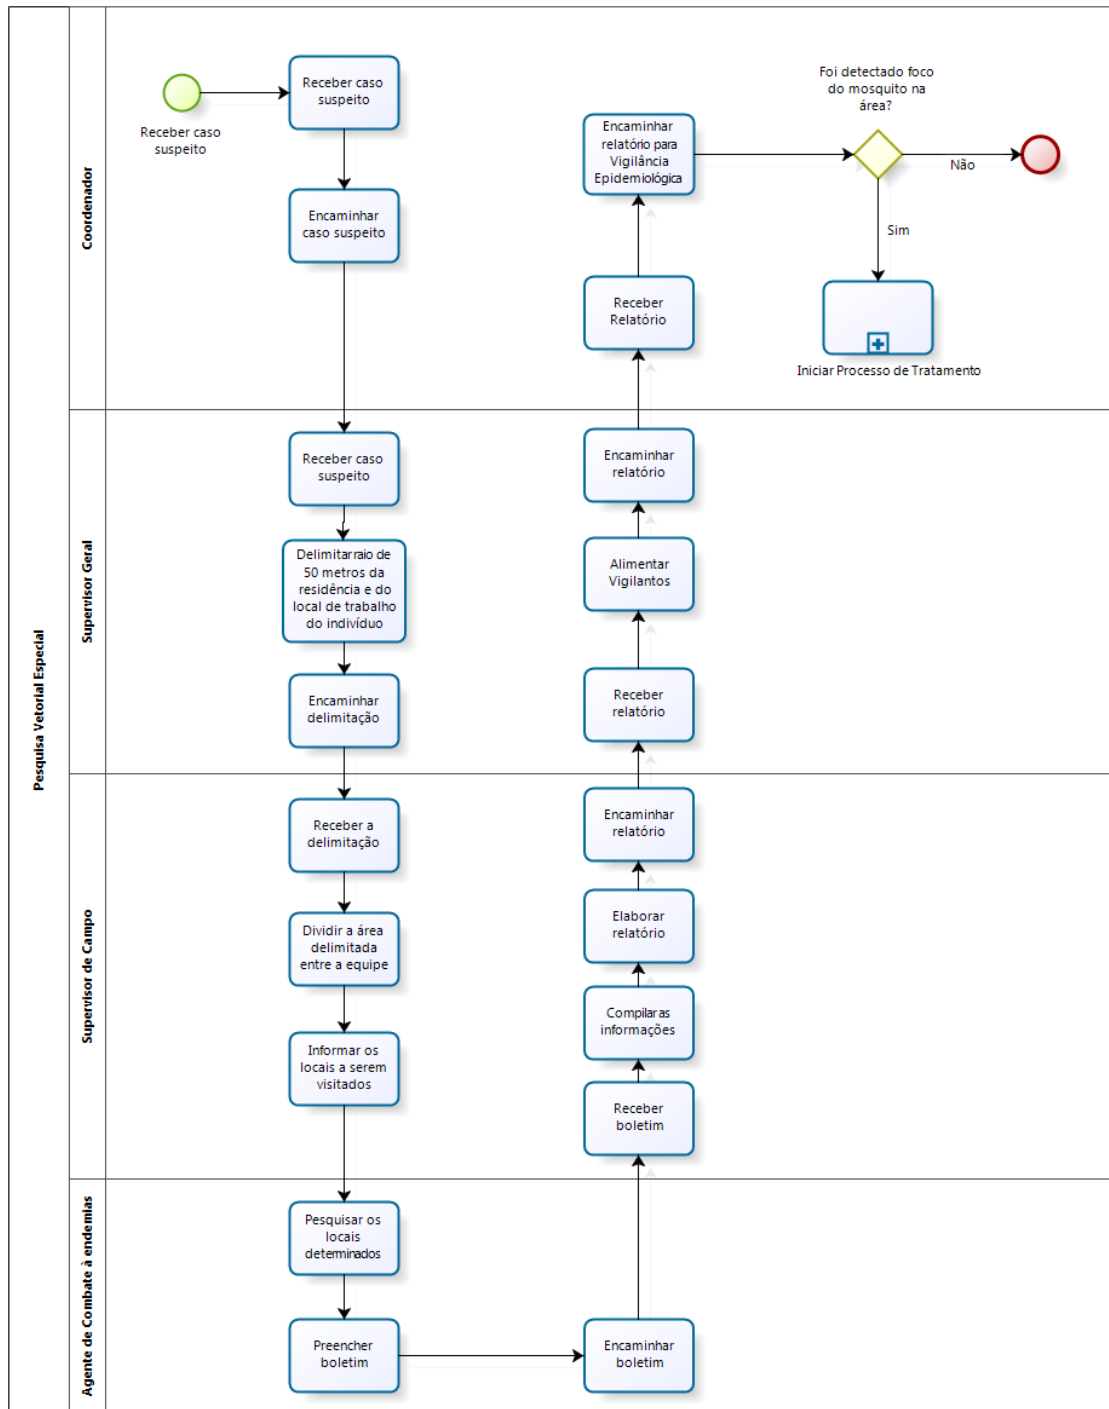 Pesquisa Vetorial Especial
Coordenador
Receber caso
suspeito
Receber caso
suspeito
Encaminhar
caso suspeito
Encaminhar
relatório para
Vigilância
Epidemiológica
Receber
Relatório
Foi detectado foco
do mosquito na
área?
Não
Sim
Iniciar Processo de Tratamento
Supervisor Geral
Receber caso
suspeito
Delimitarraio de
50 metros da
residência e do
local de trabalho
do indivíduo
Encaminhar
delimitação
Encaminhar
relatório
Alimentar
Vigilantos
Receber
relatório
Supervisor de Campo
Receber a
delimitação
Dividir a área
delimitada
entre a equipe
Informar os
locais a serem
visitados
Encaminhar
relatório
Elaborar
relatório
Compilaras
informações
Receber
boletim
Agente de Combate à endemias
Pesquisar os
locais
determinados
Preencher
boletim
Encaminhar
boletim